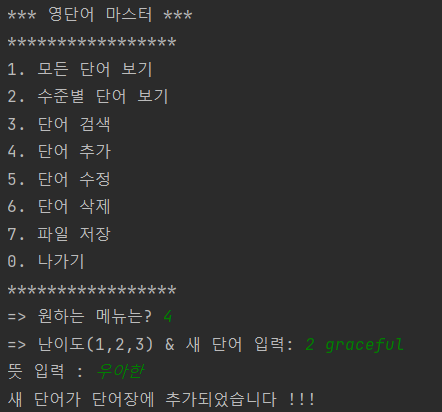 *** 영단어 마스터 ***
*****************
1. 모든 단어 보기
2. 수준별 단어 보기
3. 단어 검색
4. 단어 추가
5. 단어 수정
6. 단어 삭제
7. 파일 저장
0. 나가기
*****************
=> 원하는 메뉴는? 4
=> 난이도(1,2,3) & 새 단어 입력: 2 graceful
뜻 입력 : 우아한
새 단어가 단어장에 추가되었습니다 !!!